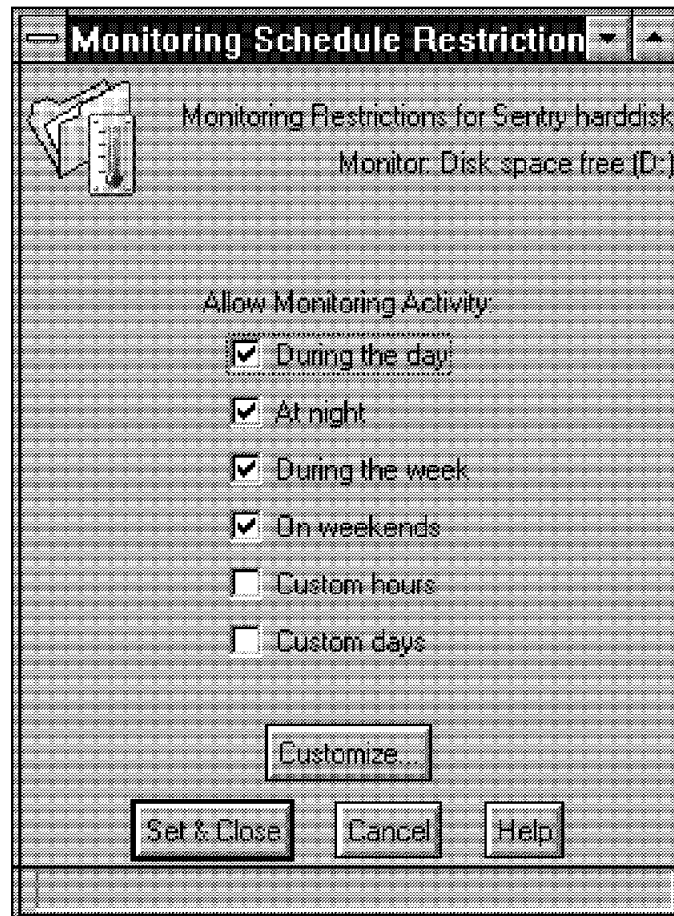 Monitoring Schedule Restriction
Monitoring Restrictions for Sentry harddisk
Monitor: Disk space free (D:)
Allow Monitoring Activity:
During the day
At night
During the week
On weekends
Custom hours
Custom days
Customize...
Set & Close Cancel Help